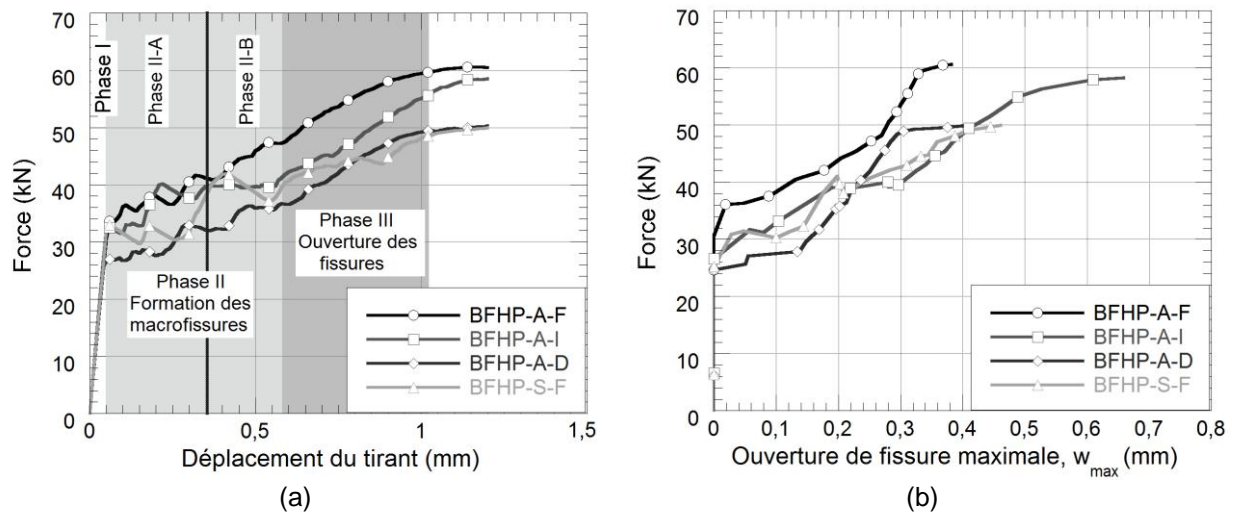 70
60
50
40
30
20
10
0
Force (kN)
Phase I
Phase II-A
Phase II-B
Phase II
Formation des
macrofissures
Phase III
Ouverture des
fissures
BFHP-A-F
BFHP-A-I
BFHP-A-D
BFHP-S-F
0 0,5 1 1,5
Déplacement du tirant (mm)
(a)
70
60
50
40
30
20
10
0
Force (kN)
BFHP-A-F
BFHP-A-I
BFHP-A-D
BFHP-S-F
0 0,1 0,2 0,3 0,4 0,5 0,6 0,7 0,8
Ouverture de fissure maximale, w_max (mm)
(b)